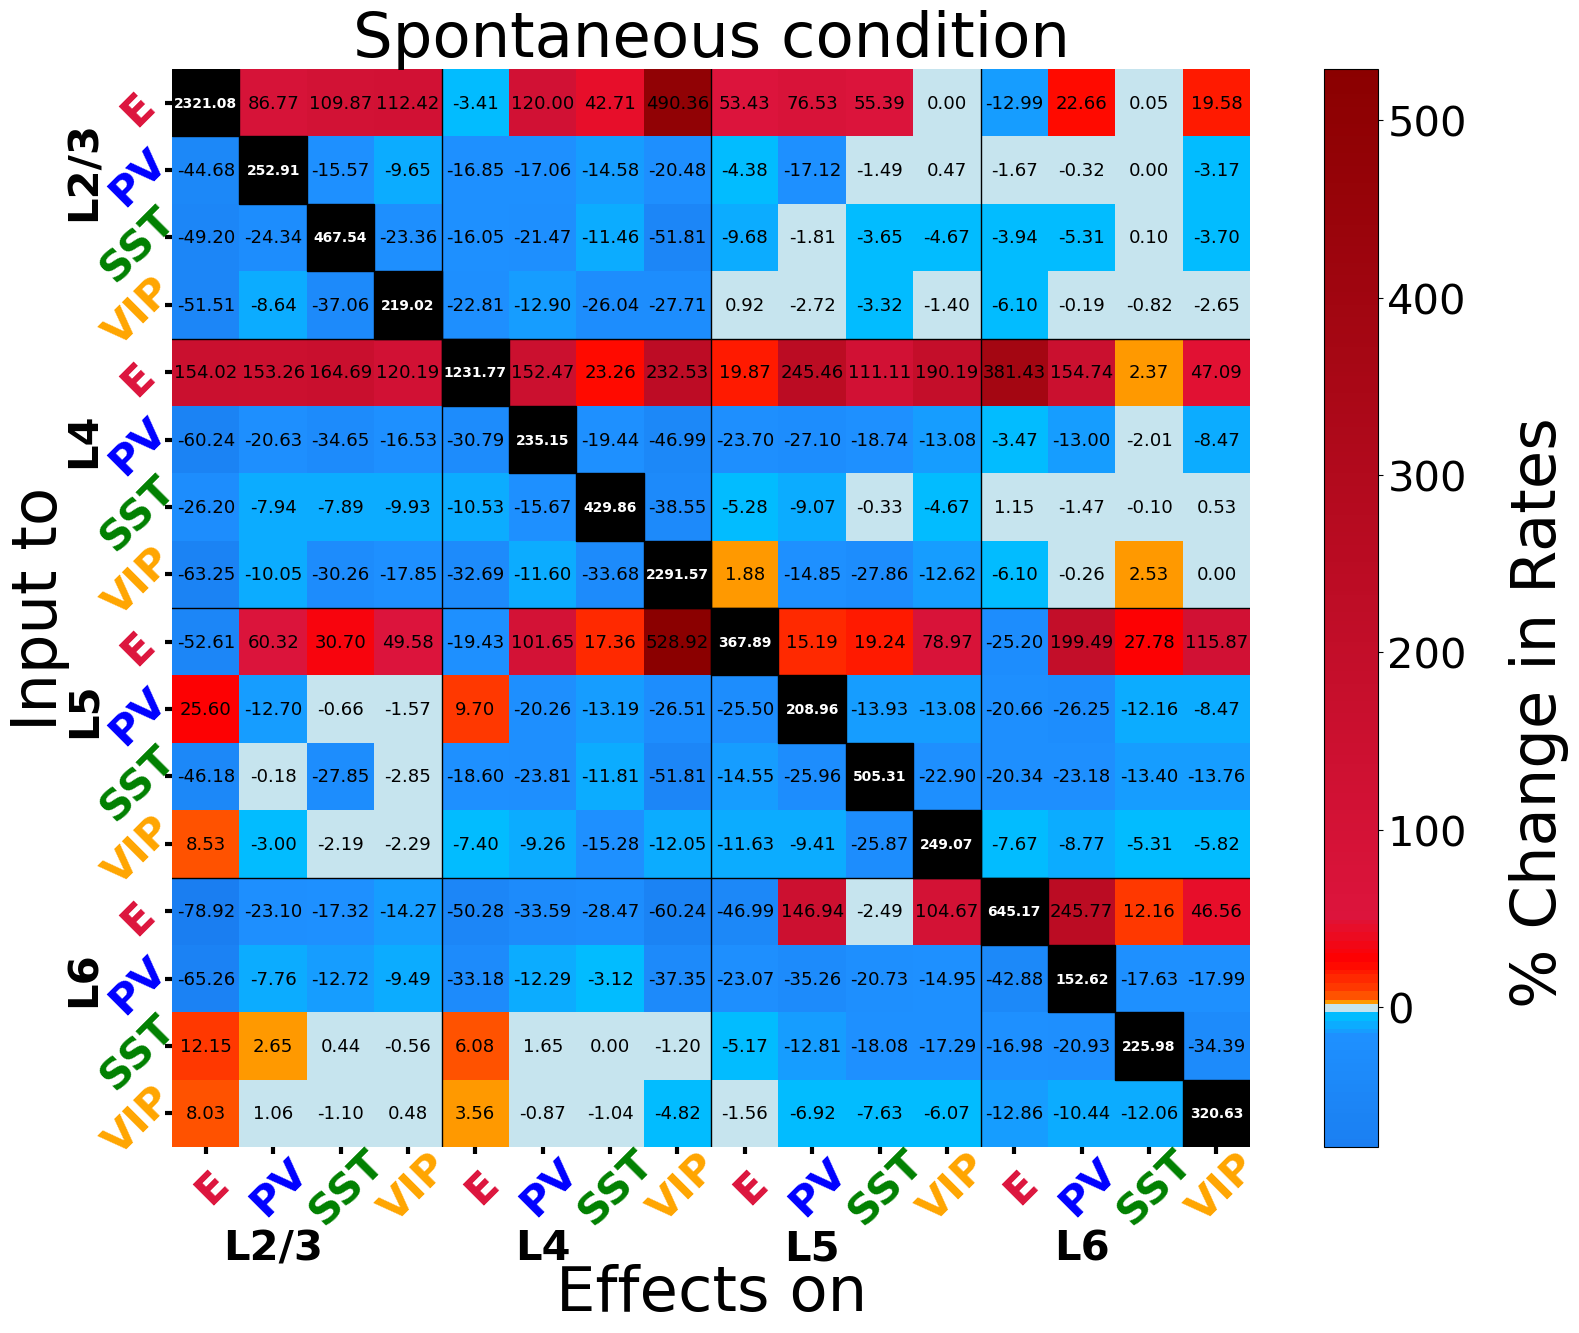 Spontaneous condition
Input to
L2/3
E 2321.08 86.77 109.87 112.42 -3.41 120.00 42.71 490.36 53.43 76.53 55.39 0.00 -12.99 22.66 0.05 19.58
PV -44.68 252.91 -15.57 -9.65 -16.85 -17.06 -14.58 -20.48 -4.38 -17.12 -1.49 0.47 -1.67 -0.32 0.00 -3.17
SST -49.20 -24.34 467.54 -23.36 -16.05 -21.47 -11.46 -51.81 -9.68 -1.81 -3.65 -4.67 -3.94 -5.31 0.10 -3.70
VIP -51.51 -8.64 -37.06 219.02 -22.81 -12.90 -26.04 -27.71 0.92 -2.72 -3.32 -1.40 -6.10 -0.19 -0.82 -2.65
L4
E 154.02 153.26 164.69 120.19 1231.77 152.47 23.26 232.53 19.87 245.46 111.11 190.19 381.43 154.74 2.37 47.09
PV -60.24 -20.63 -34.65 -16.53 -30.79 235.15 -19.44 -46.99 -23.70 -27.10 -18.74 -13.08 -3.47 -13.00 -2.01 -8.47
SST -26.20 -7.94 -7.89 -9.93 -10.53 -15.67 429.86 -38.55 -5.28 -9.07 -0.33 -4.67 1.15 -1.47 -0.10 0.53
VIP -63.25 -10.05 -30.26 -17.85 -32.69 -11.60 -33.68 2291.57 1.88 -14.85 -27.86 -12.62 -6.10 -0.26 2.53 0.00
L5
E -52.61 60.32 30.70 49.58 -19.43 101.65 17.36 528.92 367.89 15.19 19.24 78.97 -25.20 199.49 27.78 115.87
PV 25.60 -12.70 -0.66 -1.57 9.70 -20.26 -13.19 -26.51 -25.50 208.96 -13.93 -13.08 -20.66 -26.25 -12.16 -8.47
SST -46.18 -0.18 -27.85 -2.85 -18.60 -23.81 -11.81 -51.81 -14.55 -25.96 505.31 -22.90 -20.34 -23.18 -13.40 -13.76
VIP 8.53 -3.00 -2.19 -2.29 -7.40 -9.26 -15.28 -12.05 -11.63 -9.41 -25.87 249.07 -7.67 -8.77 -5.31 -5.82
L6
E -78.92 -23.10 -17.32 -14.27 -50.28 -33.59 -28.47 -60.24 -46.99 146.94 -2.49 104.67 645.17 245.77 12.16 46.56
PV -65.26 -7.76 -12.72 -9.49 -33.18 -12.29 -3.12 -37.35 -23.07 -35.26 -20.73 -14.95 -42.88 152.62 -17.63 -17.99
SST 12.15 2.65 0.44 -0.56 6.08 1.65 0.00 -1.20 -5.17 -12.81 -18.08 -17.29 -16.98 -20.93 225.98 -34.39
VIP 8.03 1.06 -1.10 0.48 3.56 -0.87 -1.04 -4.82 -1.56 -6.92 -7.63 -6.07 -12.86 -10.44 -12.06 320.63
E PV SST VIP E PV SST VIP E PV SST VIP E PV SST VIP
L2/3 L4 L5 L6
Effects on
500
400
300
200
100
0
% Change in Rates